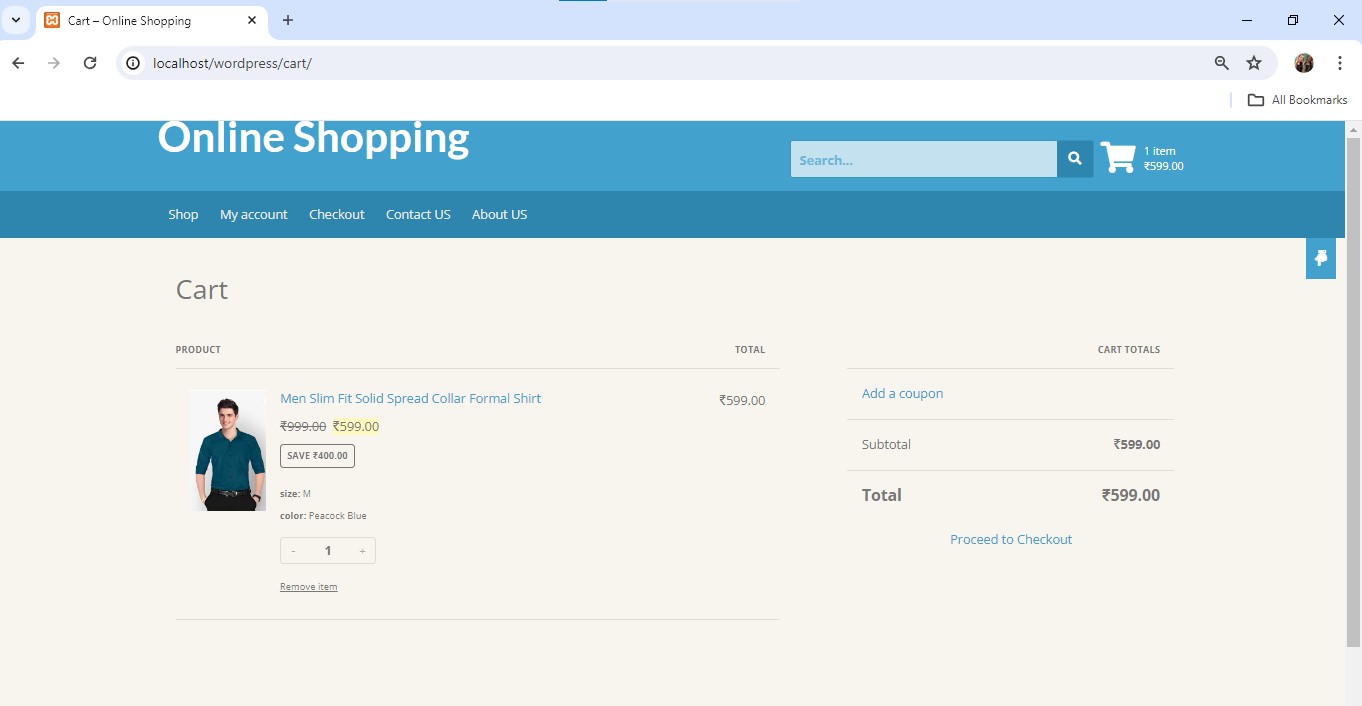 Cart – Online Shopping
localhost/wordpress/cart/
All Bookmarks
Online Shopping
Search...
1 item
₹599.00
Shop My account Checkout Contact US About US
Cart
PRODUCT TOTAL
Men Slim Fit Solid Spread Collar Formal Shirt ₹599.00
₹999.00 ₹599.00
SAVE ₹400.00
size: M
color: Peacock Blue
- 1 +
Remove item
CART TOTALS
Add a coupon
Subtotal ₹599.00
Total ₹599.00
Proceed to Checkout